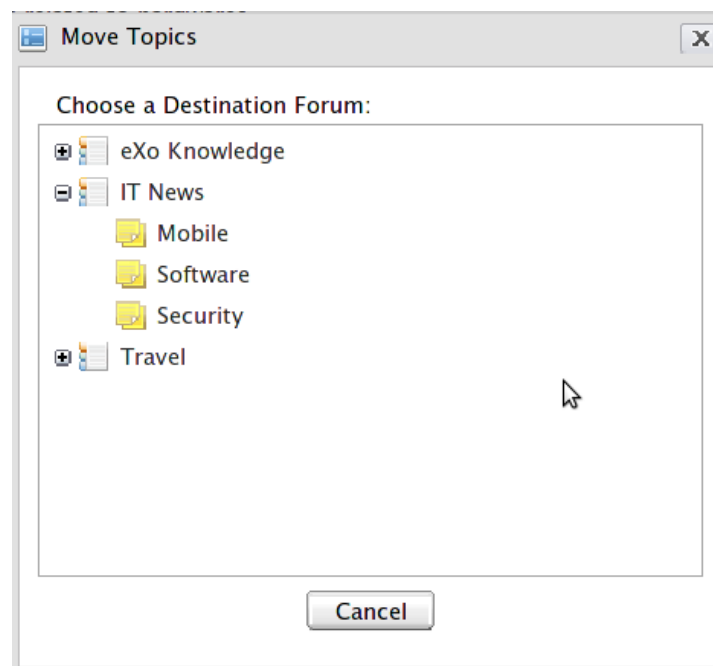 Move Topics
X
Choose a Destination Forum:
eXo Knowledge
IT News
Mobile
Software
Security
Travel
Cancel